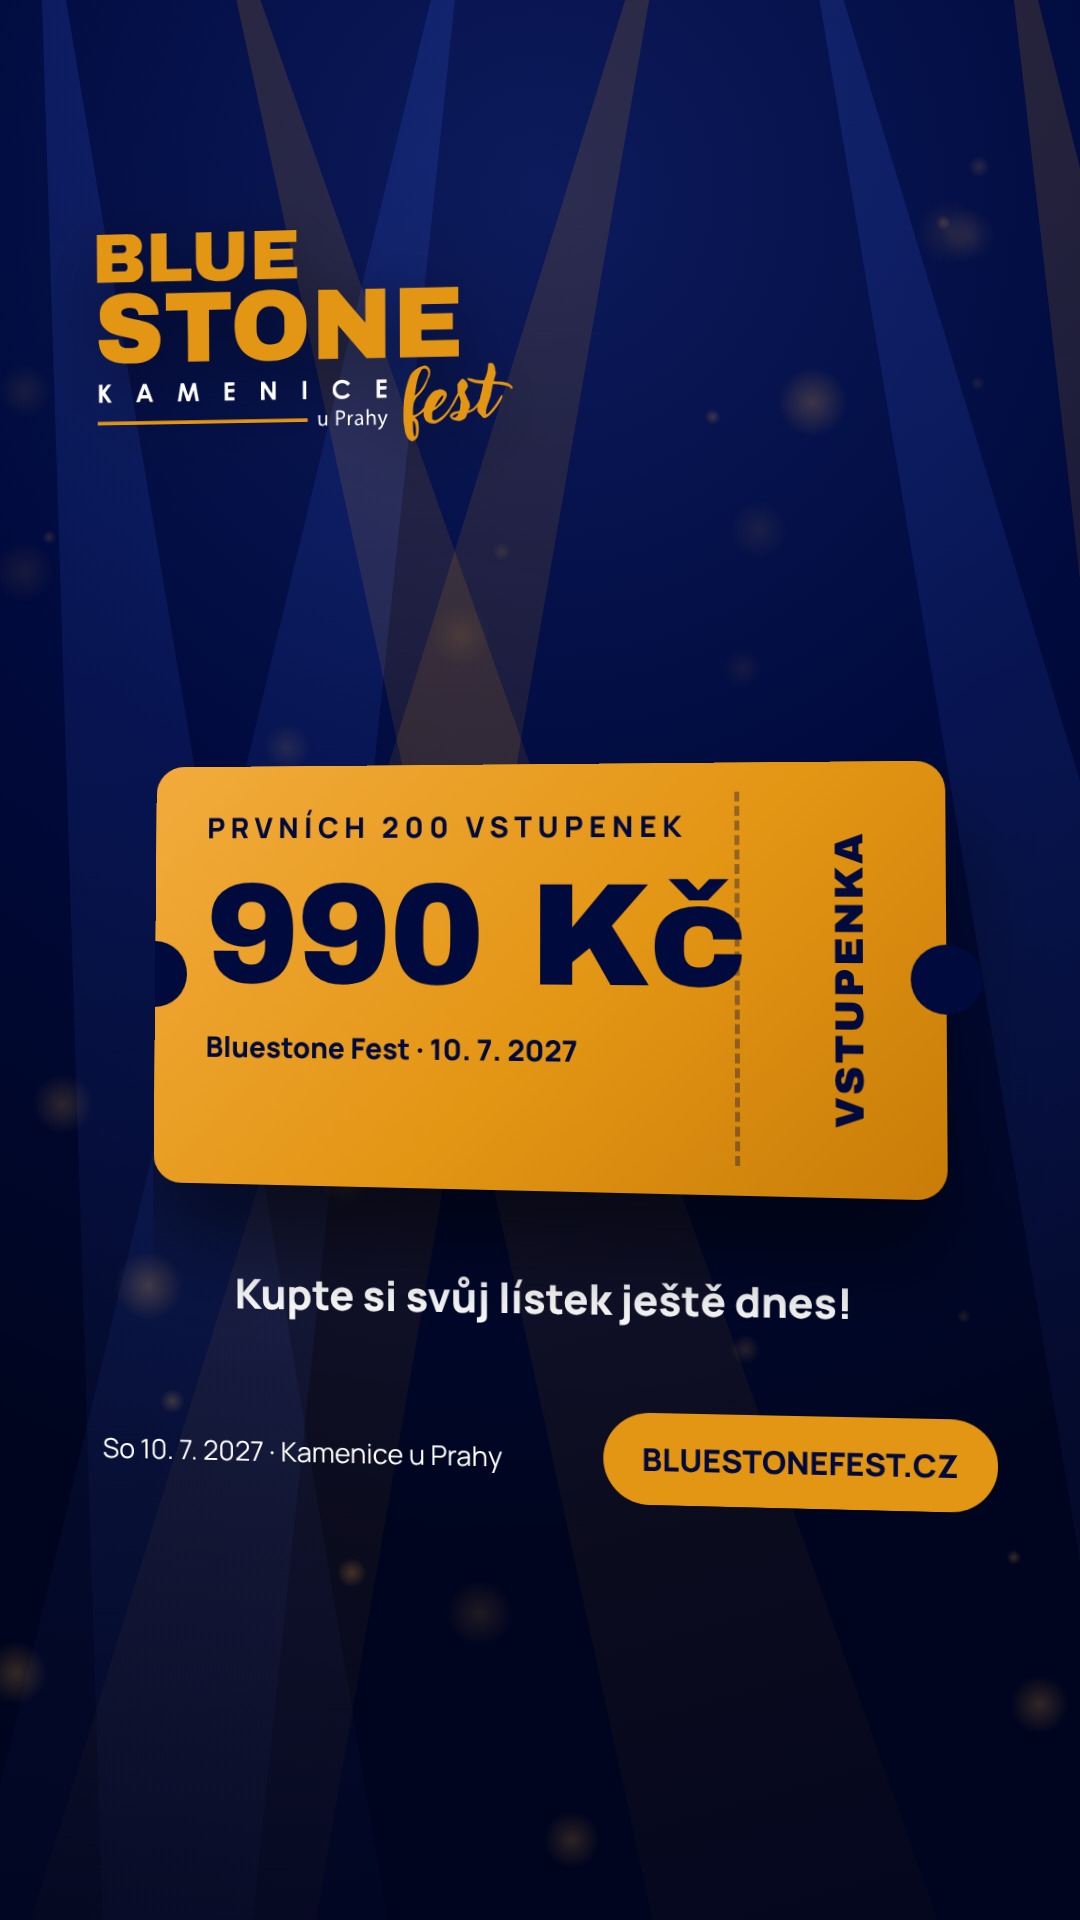 BLUE
STONE
KAMENICE
u Prahy
fest
PRVNÍCH 200 VSTUPENEK
990 Kč
Bluestone Fest · 10. 7. 2027
VSTUPENKA
Kupte si svůj lístek ještě dnes!
So 10. 7. 2027 · Kamenice u Prahy
BLUESTONEFEST.CZ